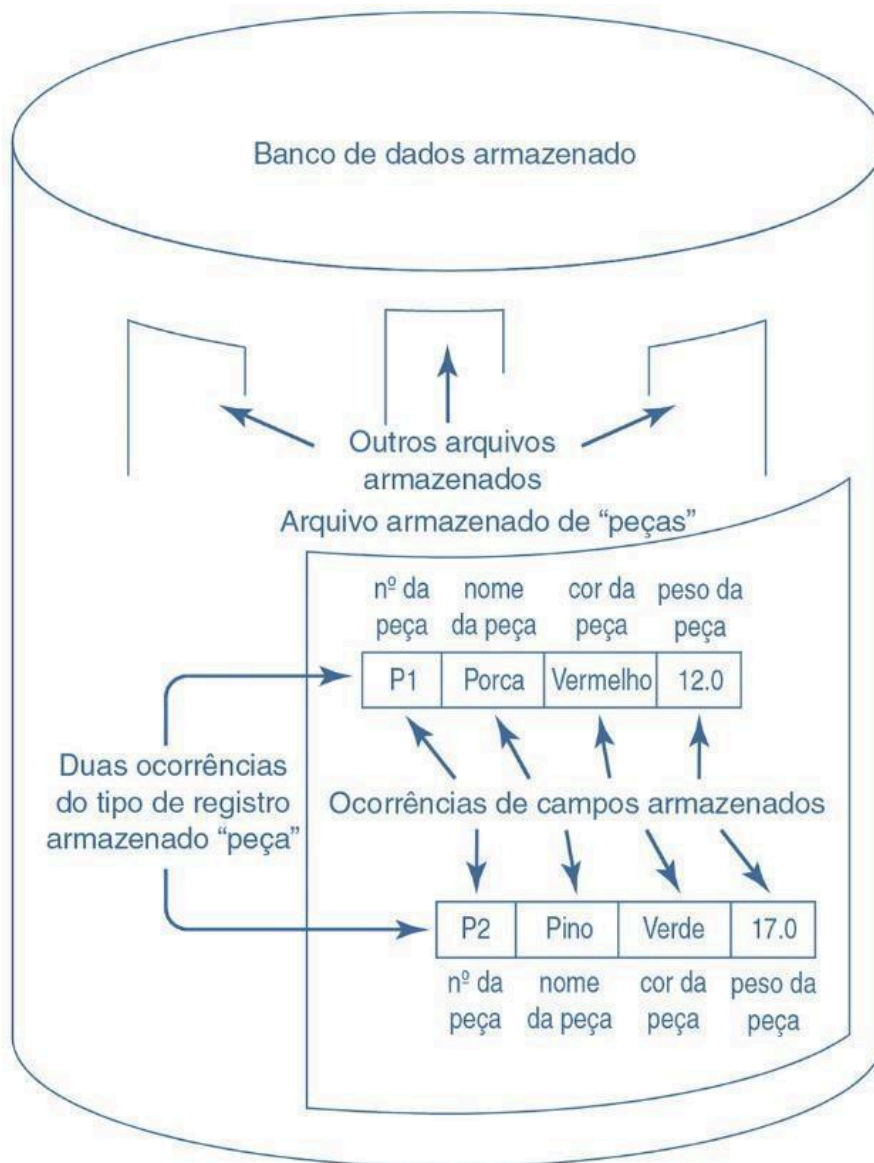 Banco de dados armazenado
Outros arquivos
armazenados
Arquivo armazenado de “peças”
nº da nome cor da peso da
peça da peça peça peça
P1 Porca Vermelho 12.0
Duas ocorrências
do tipo de registro
armazenado “peça”
Ocorrências de campos armazenados
P2 Pino Verde 17.0
nº da nome cor da peso da
peça da peça peça peça